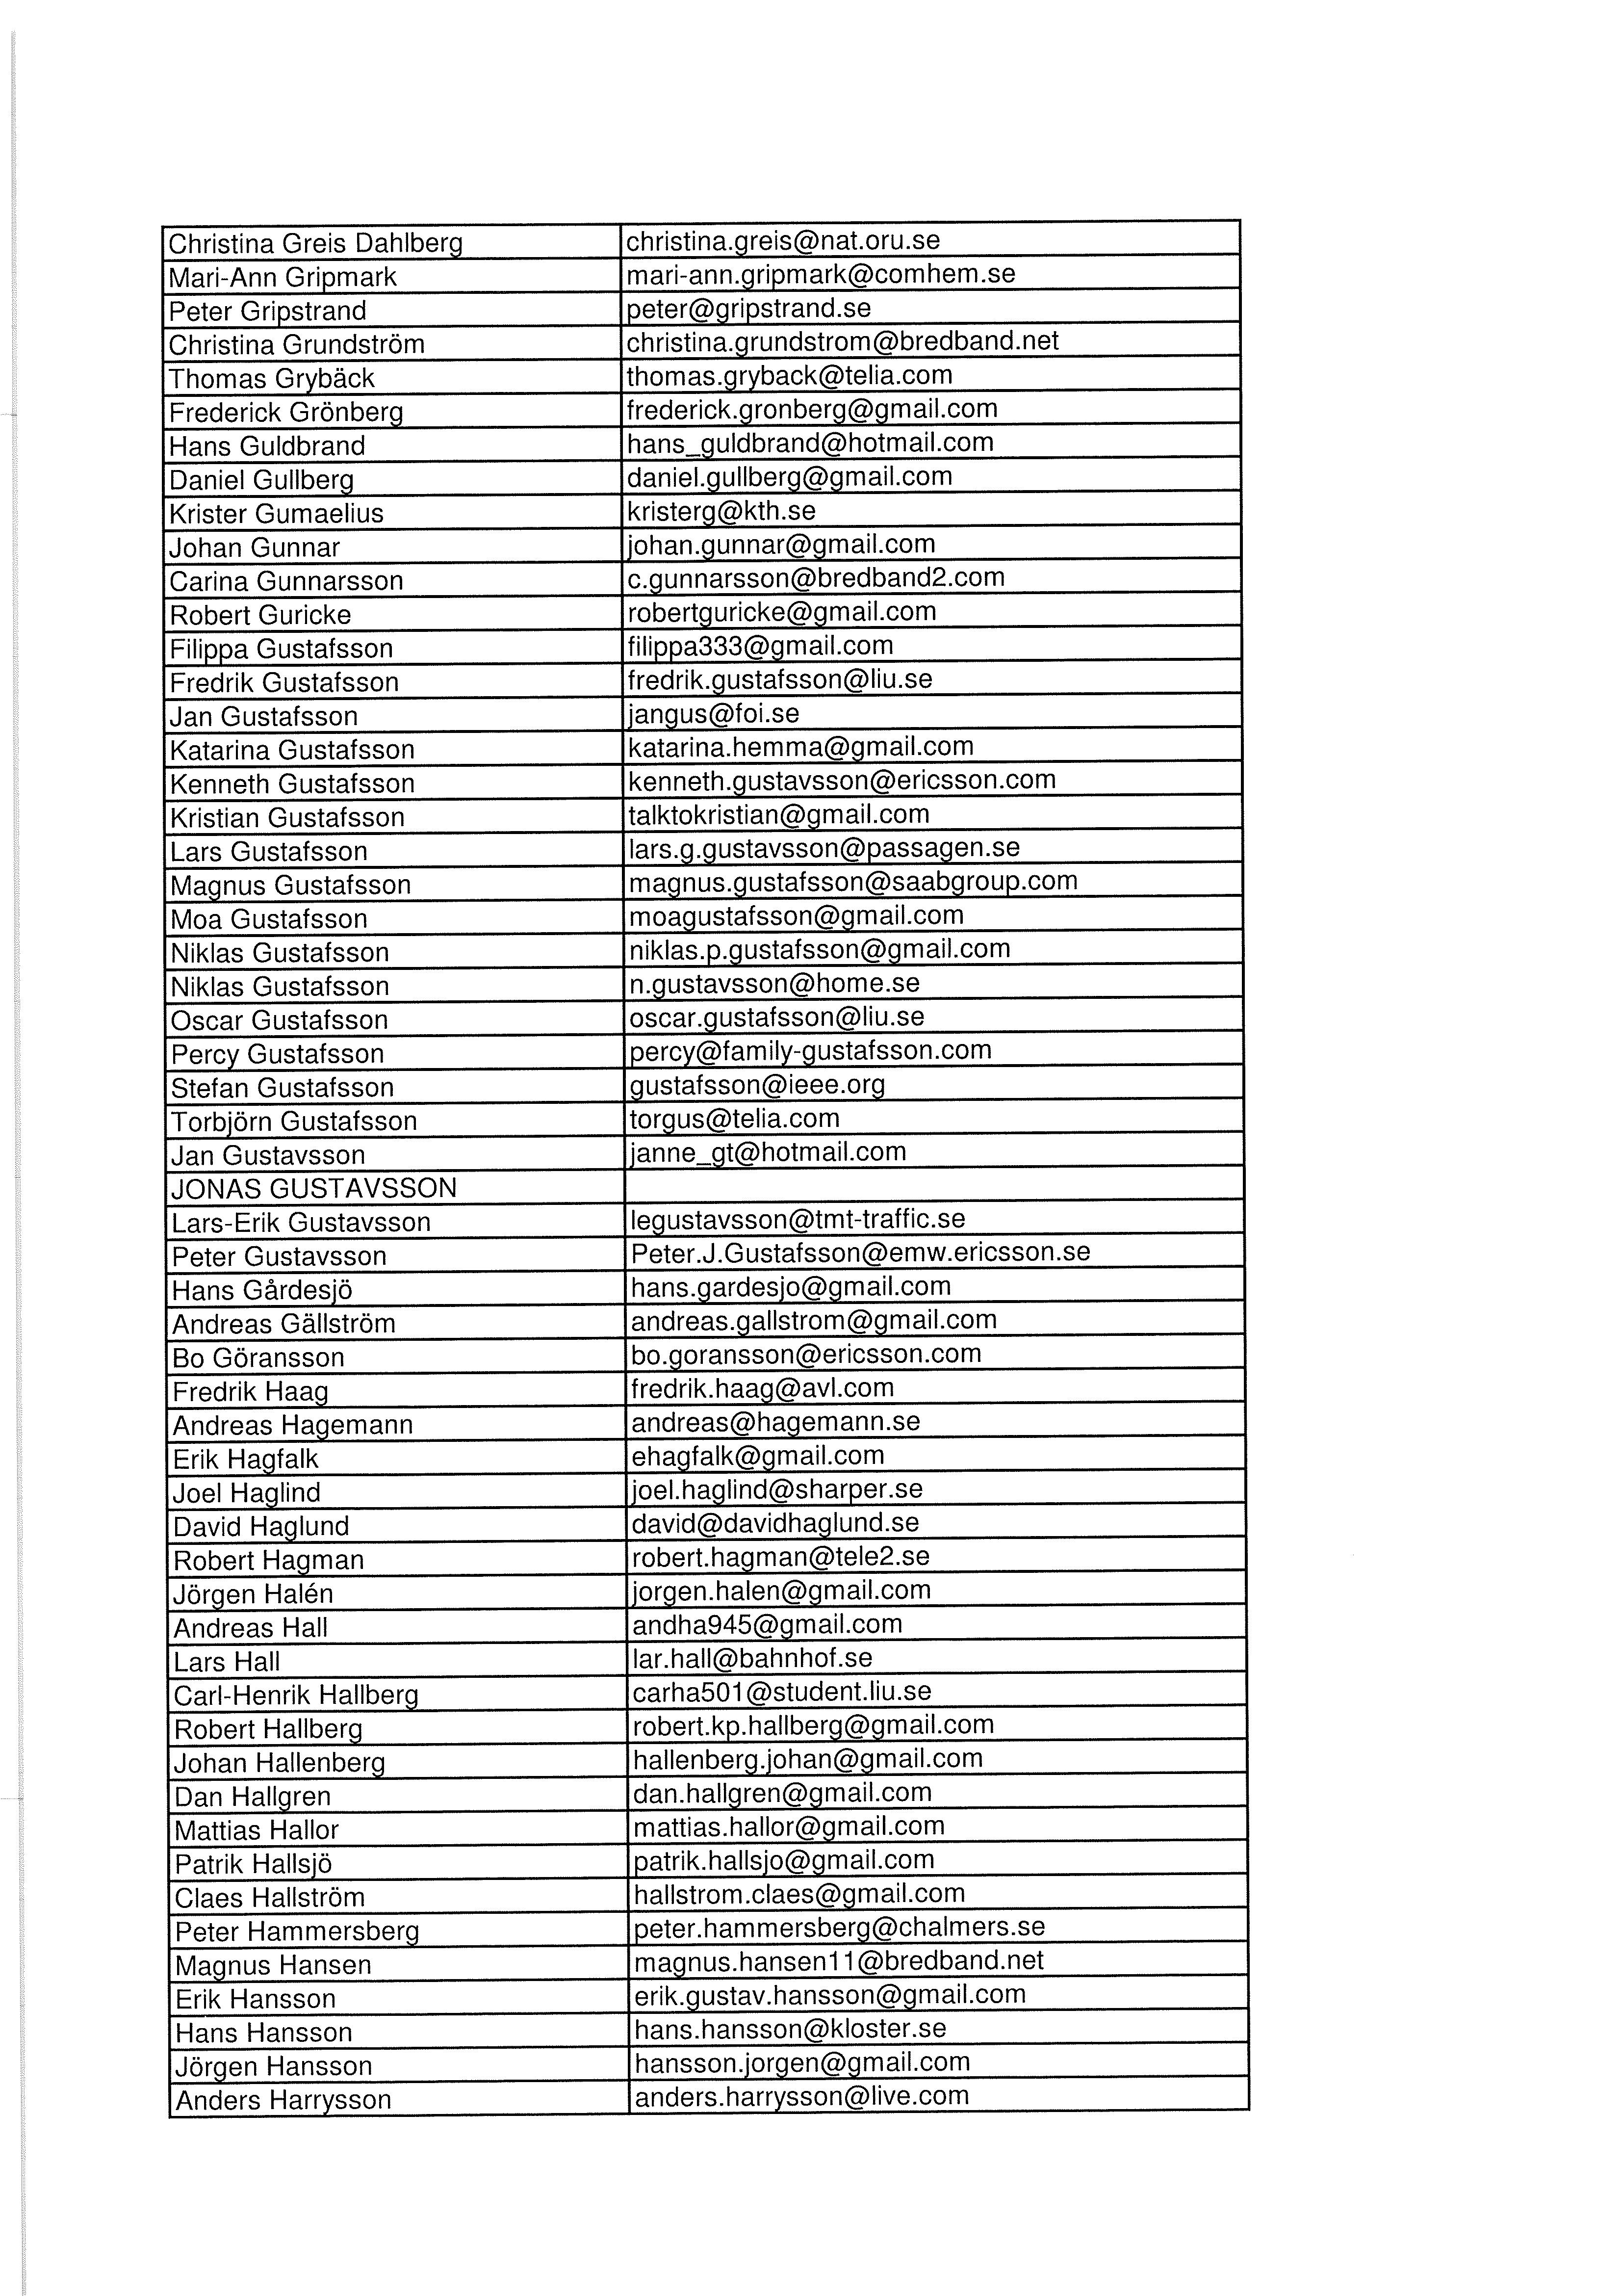 Christina Greis Dahlberg christina.greis@nat.oru.se
Mari-Ann Gripmark mari-ann.gripmark@comhem.se
Peter Gripstrand peter@gripstrand.se
Christina Grundström christina.grundstrom@bredband.net
Thomas Grybäck thomas.gryback@telia.com
Frederick Grönberg frederick.gronberg@gmail.com
Hans Guldbrand hans_guldbrand@hotmail.com
Daniel Gullberg daniel.gullberg@gmail.com
Krister Gumaelius kristerg@kth.se
Johan Gunnar johan.gunnar@gmail.com
Carina Gunnarsson c.gunnarsson@bredband2.com
Robert Guricke robertguricke@gmail.com
Filippa Gustafsson filippa333@gmail.com
Fredrik Gustafsson fredrik.gustafsson@liu.se
Jan Gustafsson jangus@foi.se
Katarina Gustafsson katarina.hemma@gmail.com
Kenneth Gustafsson kenneth.gustavsson@ericsson.com
Kristian Gustafsson talktokristian@gmail.com
Lars Gustafsson lars.g.gustavsson@passagen.se
Magnus Gustafsson magnus.gustafsson@saabgroup.com
Moa Gustafsson moagustafsson@gmail.com
Niklas Gustafsson niklas.p.gustafsson@gmail.com
Niklas Gustafsson n.gustavsson@home.se
Oscar Gustafsson oscar.gustafsson@liu.se
Percy Gustafsson percy@family-gustafsson.com
Stefan Gustafsson gustafsson@ieee.org
Torbjörn Gustafsson torgus@telia.com
Jan Gustavsson janne_gt@hotmail.com
JONAS GUSTAVSSON
Lars-Erik Gustavsson legustavsson@tmt-traffic.se
Peter Gustavsson Peter.J.Gustafsson@emw.ericsson.se
Hans Gårdesjö hans.gardesjo@gmail.com
Andreas Gällström andreas.gallstrom@gmail.com
Bo Göransson bo.goransson@ericsson.com
Fredrik Haag fredrik.haag@avl.com
Andreas Hagemann andreas@hagemann.se
Erik Hagfalk ehagfalk@gmail.com
Joel Haglind joel.haglind@sharper.se
David Haglund david@davidhaglund.se
Robert Hagman robert.hagman@tele2.se
Jörgen Halén jorgen.halen@gmail.com
Andreas Hall andha945@gmail.com
Lars Hall lar.hall@bahnhof.se
Carl-Henrik Hallberg carha501@student.liu.se
Robert Hallberg robert.kp.hallberg@gmail.com
Johan Hallenberg hallenberg.johan@gmail.com
Dan Hallgren dan.hallgren@gmail.com
Mattias Hallor mattias.hallor@gmail.com
Patrik Hallsjö patrik.hallsjo@gmail.com
Claes Hallström hallstrom.claes@gmail.com
Peter Hammersberg peter.hammersberg@chalmers.se
Magnus Hansen magnus.hansen11@bredband.net
Erik Hansson erik.gustav.hansson@gmail.com
Hans Hansson hans.hansson@kloster.se
Jörgen Hansson hansson.jorgen@gmail.com
Anders Harrysson anders.harrysson@live.com